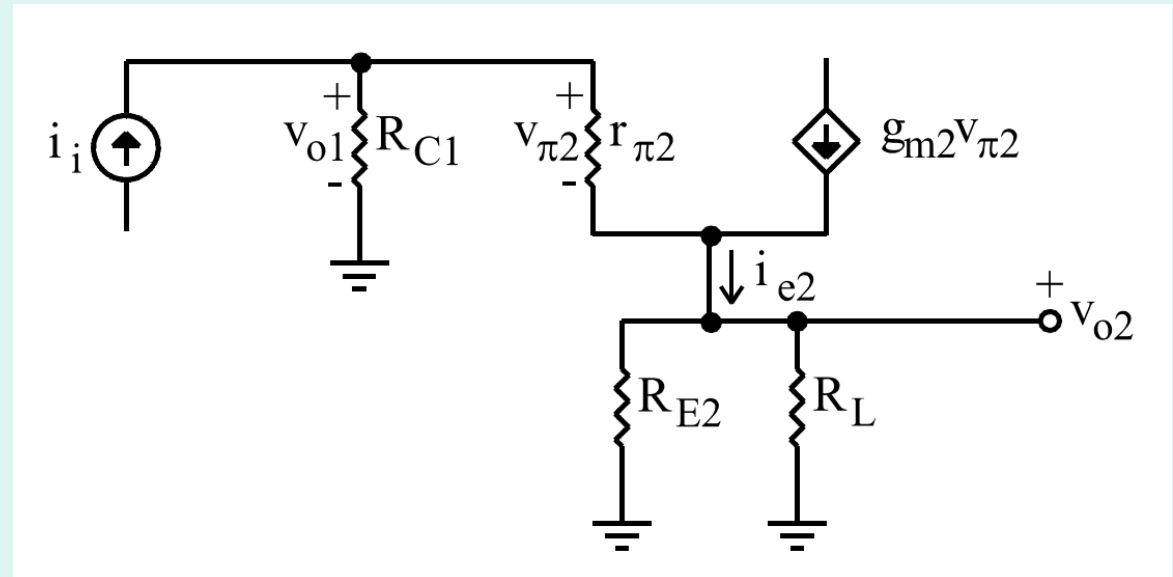 i_i
+
v_o1
-
R_C1
+
v_π2
-
r_π2
g_m2v_π2
i_e2
+
v_o2
R_E2
R_L